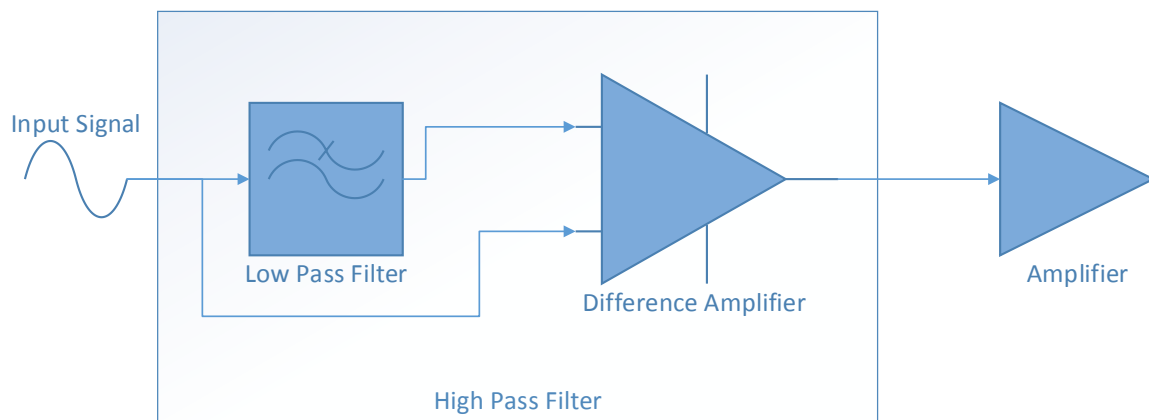 Input Signal
Low Pass Filter
Difference Amplifier
Amplifier
High Pass Filter